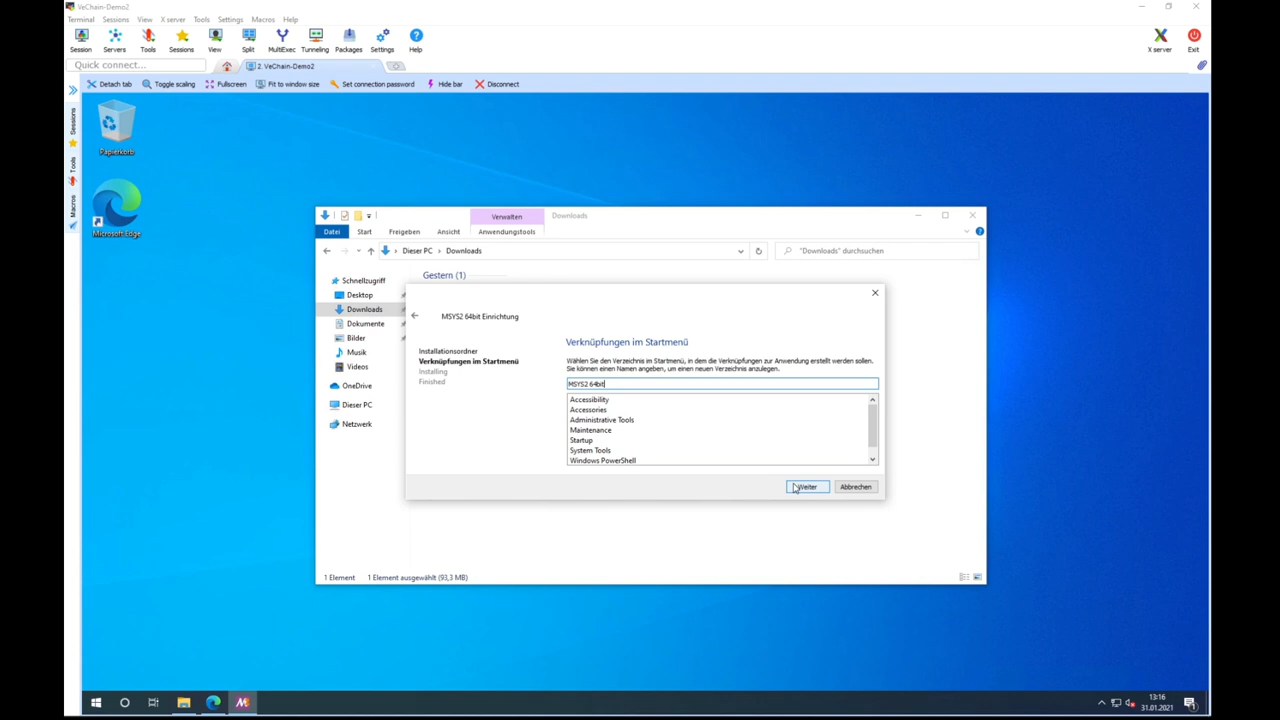 VeChain-Demo2
Terminal Sessions View X server Tools Settings Macros Help
Session Servers Tools Sessions View Split MultiExec Tunneling Packages Settings Help X server Exit
Quick connect...
2. VeChain-Demo2
Detach tab Toggle scaling Fullscreen Fit to window size Set connection password Hide bar Disconnect
Sessions
Tools
Macros
Papierkorb
Microsoft Edge
Verwalten Downloads
Datei Start Freigeben Ansicht Anwendungstools
Dieser PC Downloads "Downloads" durchsuchen
Gestern (1)
Schnellzugriff
Desktop
Downloads
Dokumente
Bilder
Musik
Videos
OneDrive
Dieser PC
Netzwerk
MSYS2 64bit Einrichtung
Installationsordner
Verknüpfungen im Startmenü
Installing
Finished
Verknüpfungen im Startmenü
Wählen Sie den Verzeichnis im Startmenü, in dem die Verknüpfungen zur Anwendung erstellt werden sollen.
Sie können einen Namen angeben, um einen neuen Verzeichnis anzulegen.
MSYS2 64bit
Accessibility
Accessories
Administrative Tools
Maintenance
Startup
System Tools
Windows PowerShell
Weiter Abbrechen
1 Element 1 Element ausgewählt (93,3 MB)
13:16
31.01.2021